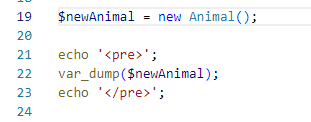 19 $newAnimal = new Animal();
20
21 echo '<pre>';
22 var_dump($newAnimal);
23 echo '</pre>';
24